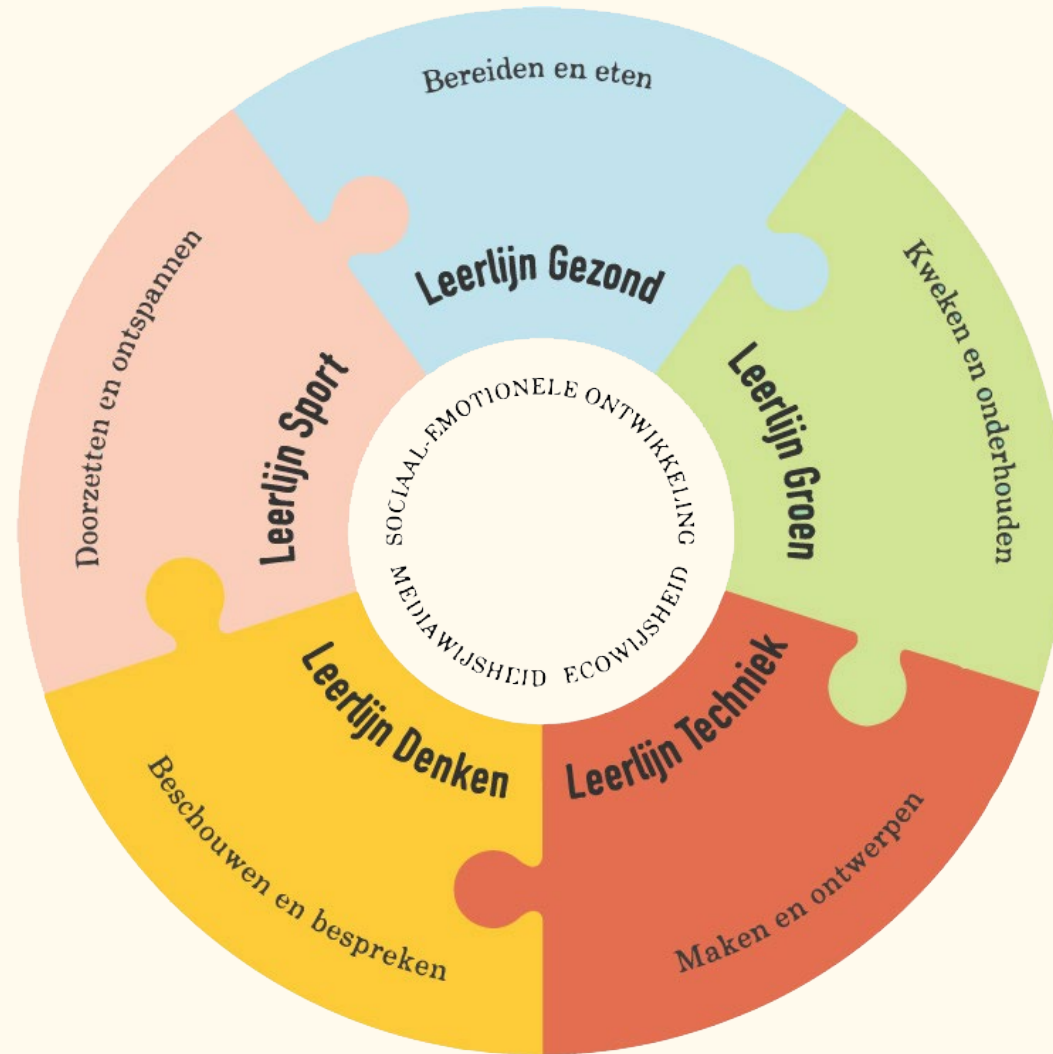 Bereiden en eten
Leerlijn Gezond
Kweken en onderhouden
Leerlijn Groen
Maken en ontwerpen
Leerlijn Techniek
Beschouwen en bespreken
Leerlijn Denken
Doorzetten en ontspannen
Leerlijn Sport
SOCIAAL-EMOTIONELE ONTWIKKELING
MEDIAWIJSHEID ECOWIJSHEID